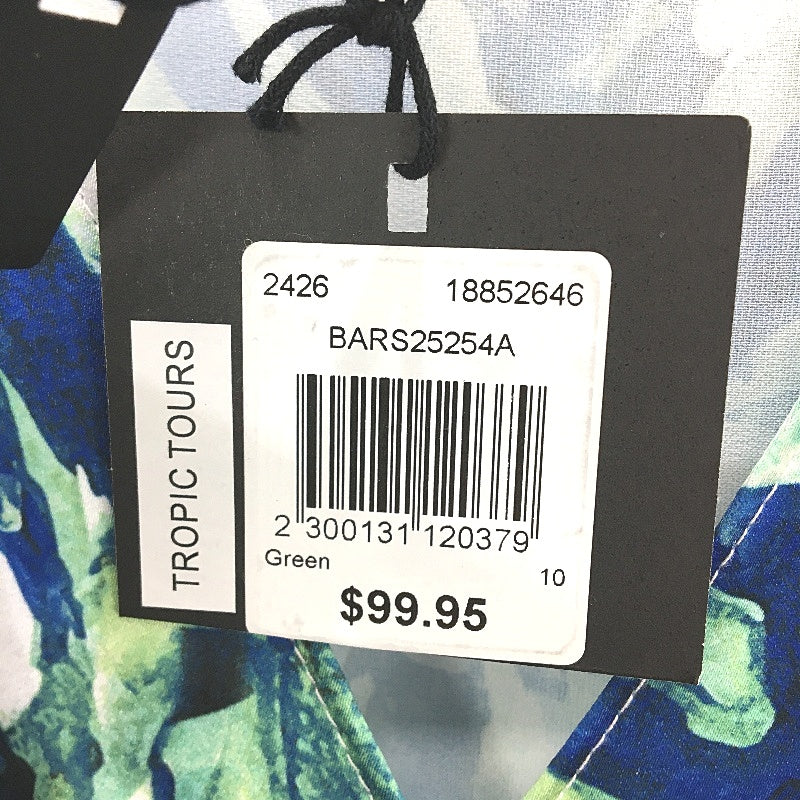 2426 18852646
BARS25254A
2 300131 120379
Green 10
$99.95
TROPIC TOURS